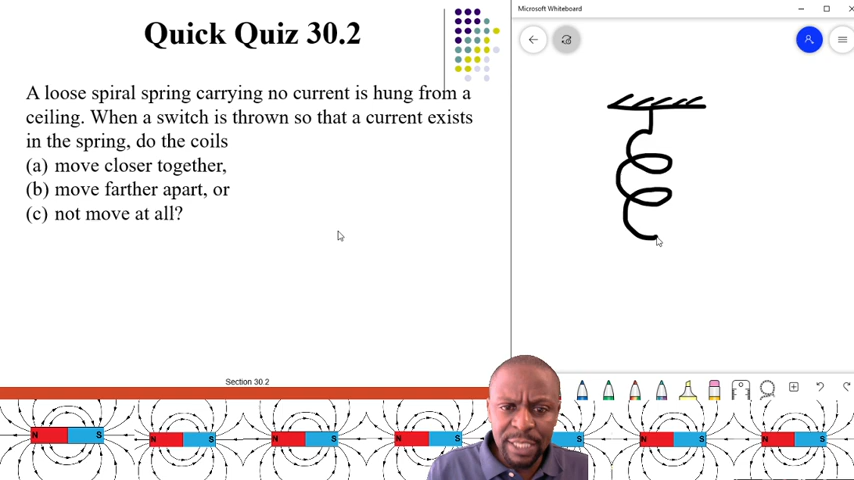 Microsoft Whiteboard
Quick Quiz 30.2
A loose spiral spring carrying no current is hung from a
ceiling. When a switch is thrown so that a current exists
in the spring, do the coils
(a) move closer together,
(b) move farther apart, or
(c) not move at all?
Section 30.2
N S N S N S N S S N S N S